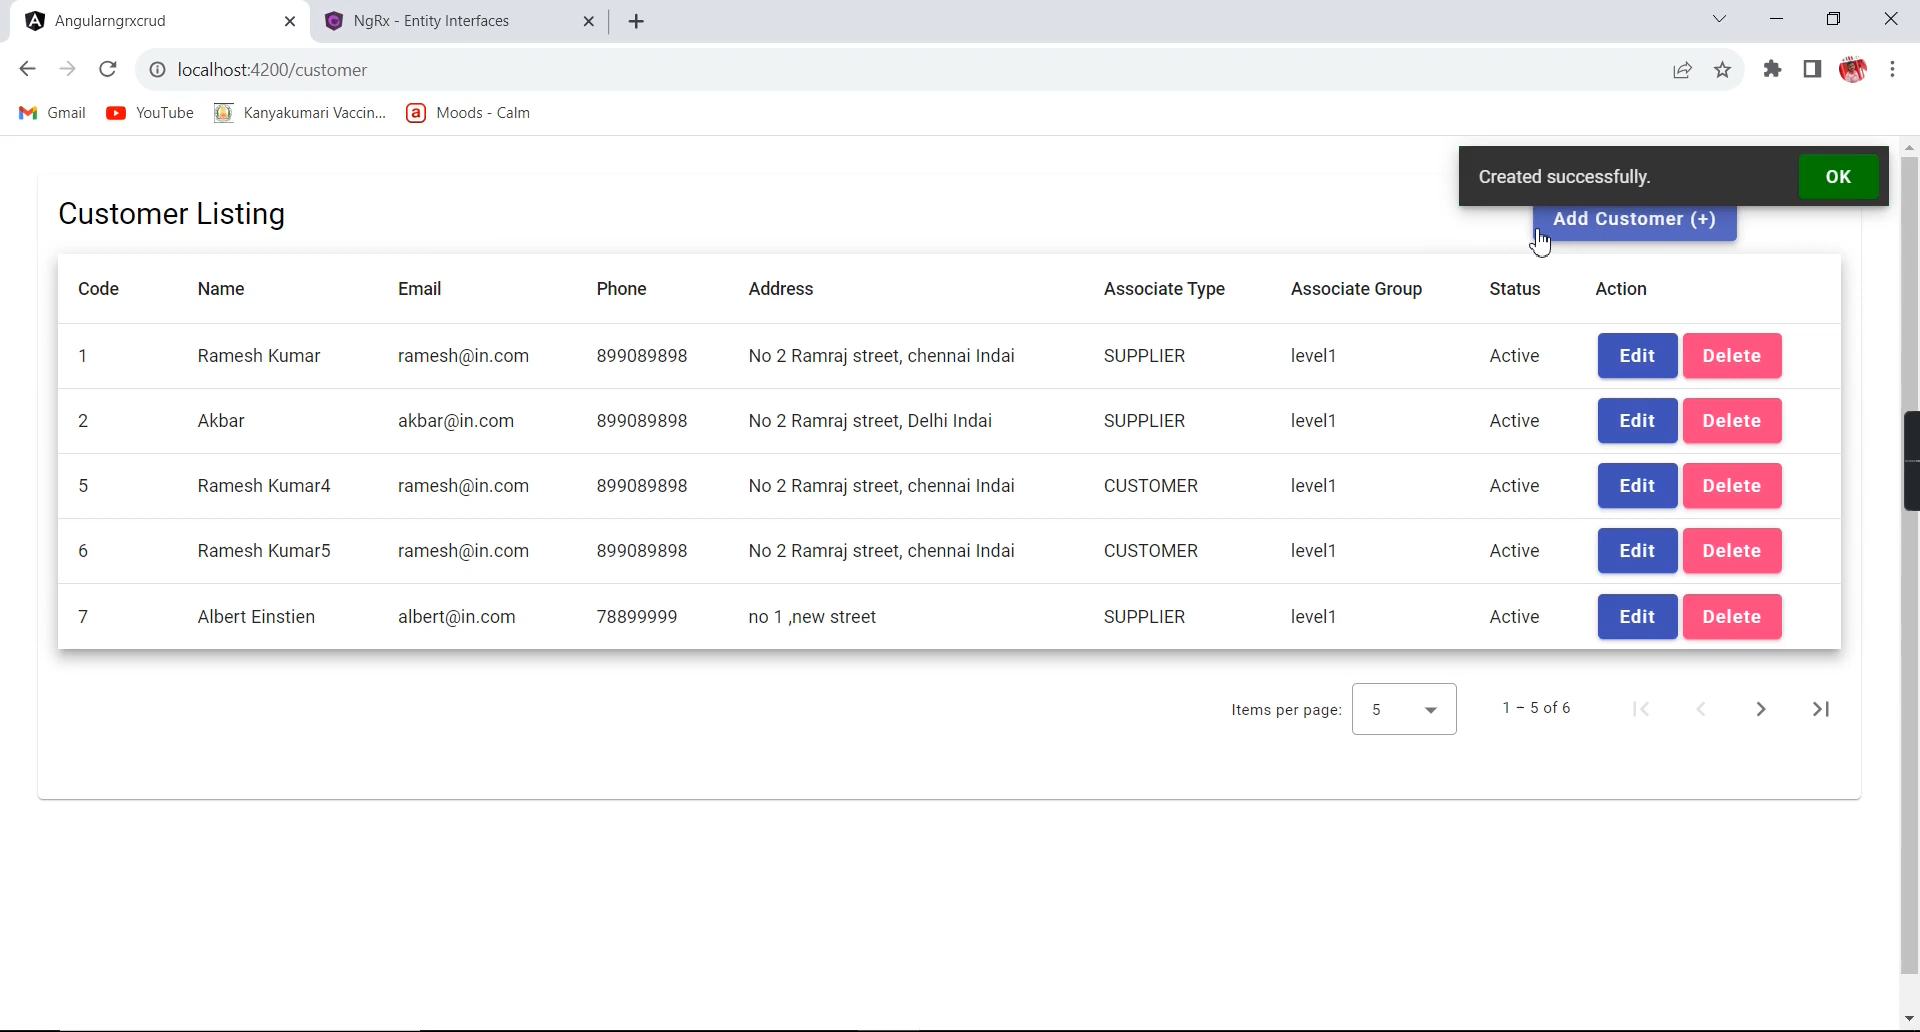 Angularngrxcrud
NgRx - Entity Interfaces
localhost:4200/customer
Gmail YouTube Kanyakumari Vaccin... Moods - Calm
Created successfully. OK
Customer Listing
Add Customer (+)
Code Name Email Phone Address Associate Type Associate Group Status Action
1 Ramesh Kumar ramesh@in.com 899089898 No 2 Ramraj street, chennai Indai SUPPLIER level1 Active Edit Delete
2 Akbar akbar@in.com 899089898 No 2 Ramraj street, Delhi Indai SUPPLIER level1 Active Edit Delete
5 Ramesh Kumar4 ramesh@in.com 899089898 No 2 Ramraj street, chennai Indai CUSTOMER level1 Active Edit Delete
6 Ramesh Kumar5 ramesh@in.com 899089898 No 2 Ramraj street, chennai Indai CUSTOMER level1 Active Edit Delete
7 Albert Einstien albert@in.com 78899999 no 1 ,new street SUPPLIER level1 Active Edit Delete
Items per page: 5 1 – 5 of 6